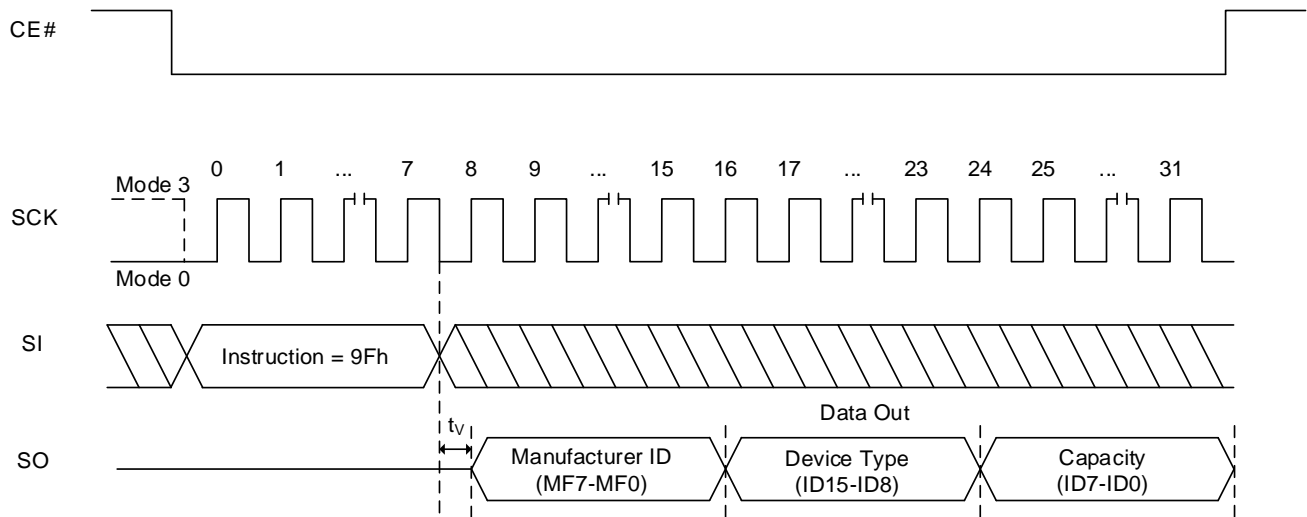 CE#
0 1 ... 7 8 9 ... 15 16 17 ... 23 24 25 ... 31
Mode 3
SCK
Mode 0
SI
Instruction = 9Fh
Data Out
tV
SO
Manufacturer ID
(MF7-MF0)
Device Type
(ID15-ID8)
Capacity
(ID7-ID0)